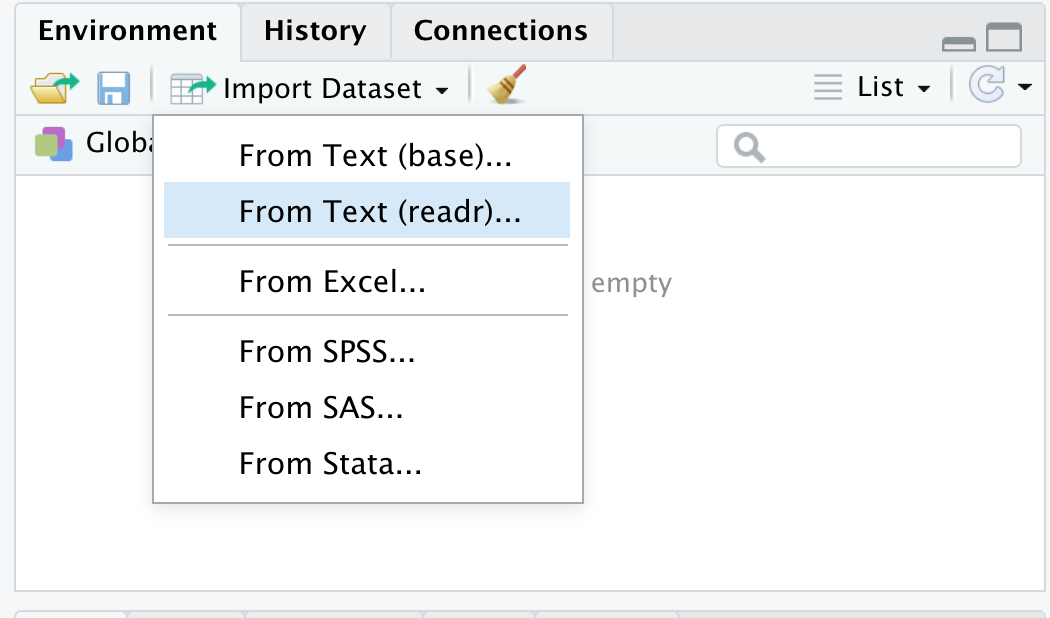 Environment History Connections
Import Dataset List
Globa
From Text (base)...
From Text (readr)...
From Excel...
empty
From SPSS...
From SAS...
From Stata...